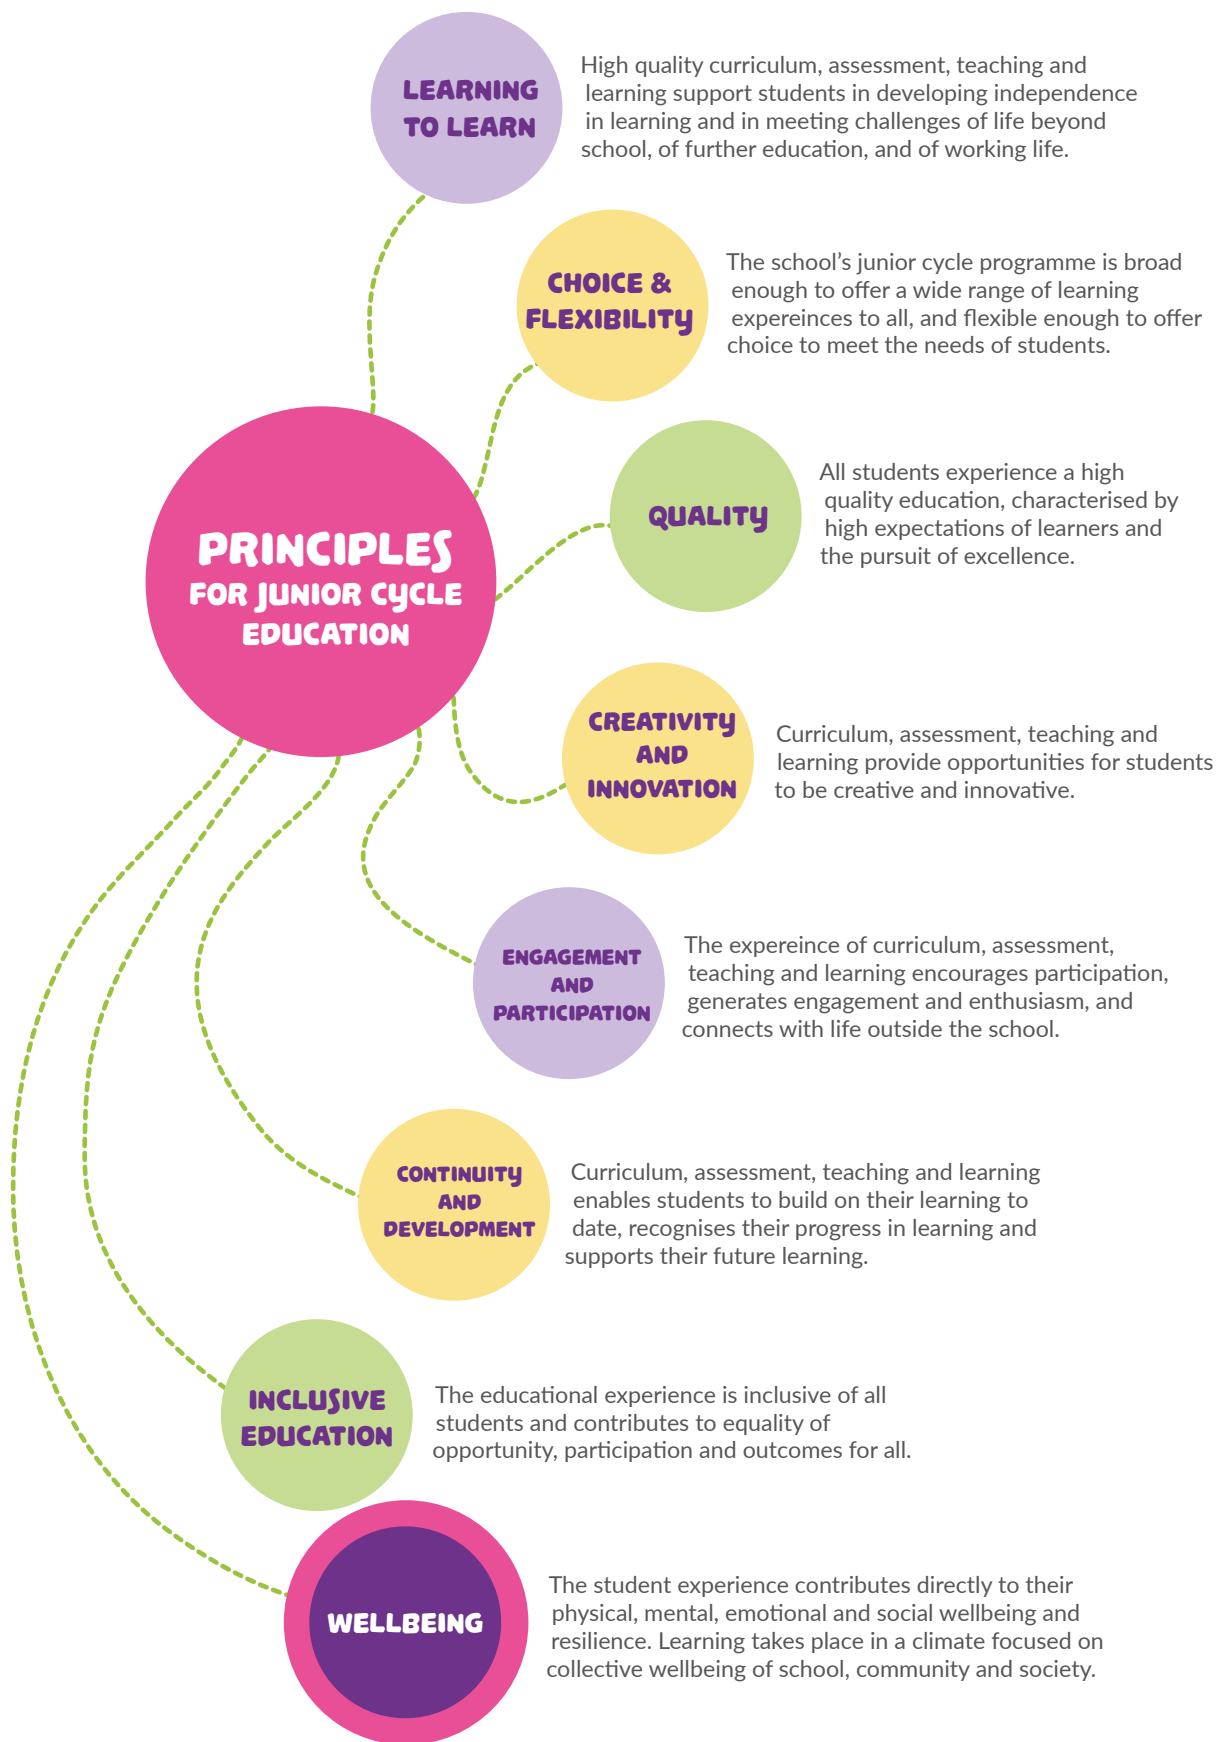 LEARNING
TO LEARN
High quality curriculum, assessment, teaching and
learning support students in developing independence
in learning and in meeting challenges of life beyond
school, of further education, and of working life.
CHOICE &
FLEXIBILITY
The school’s junior cycle programme is broad
enough to offer a wide range of learning
expereinces to all, and flexible enough to offer
choice to meet the needs of students.
QUALITY
All students experience a high
quality education, characterised by
high expectations of learners and
the pursuit of excellence.
PRINCIPLES
FOR JUNIOR CYCLE
EDUCATION
CREATIVITY
AND
INNOVATION
Curriculum, assessment, teaching and
learning provide opportunities for students
to be creative and innovative.
ENGAGEMENT
AND
PARTICIPATION
The expereince of curriculum, assessment,
teaching and learning encourages participation,
generates engagement and enthusiasm, and
connects with life outside the school.
CONTINUITY
AND
DEVELOPMENT
Curriculum, assessment, teaching and learning
enables students to build on their learning to
date, recognises their progress in learning and
supports their future learning.
INCLUSIVE
EDUCATION
The educational experience is inclusive of all
students and contributes to equality of
opportunity, participation and outcomes for all.
WELLBEING
The student experience contributes directly to their
physical, mental, emotional and social wellbeing and
resilience. Learning takes place in a climate focused on
collective wellbeing of school, community and society.